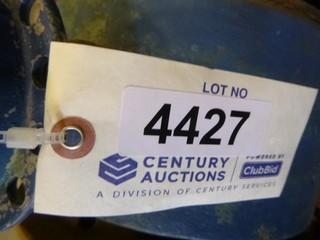 LOT NO
4427
CENTURY
AUCTIONS
POWERED BY
ClubBid
A DIVISION OF CENTURY SERVICES